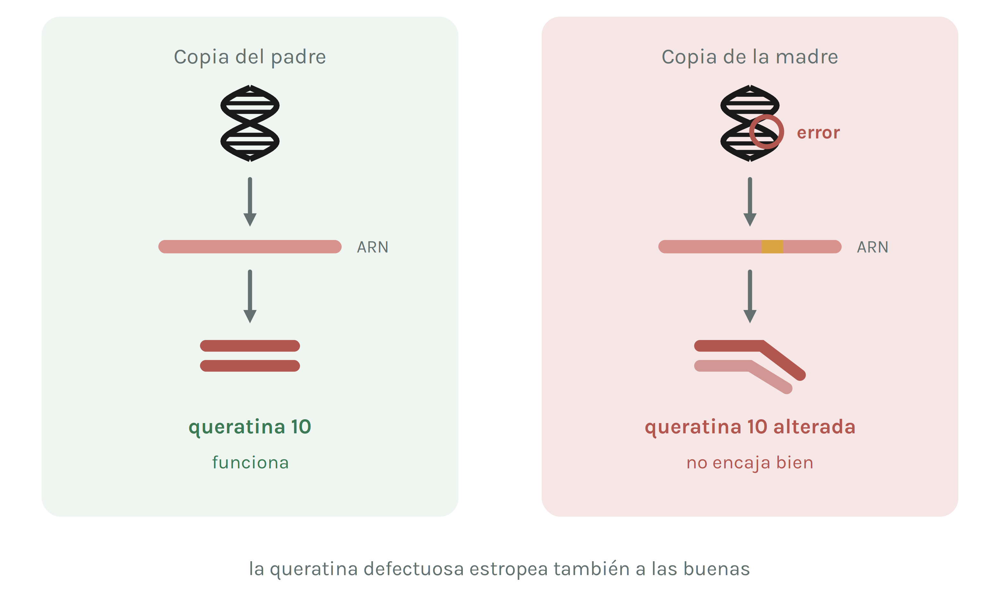 Copia del padre
ARN
queratina 10
funciona
Copia de la madre
error
ARN
queratina 10 alterada
no encaja bien
la queratina defectuosa estropea también a las buenas